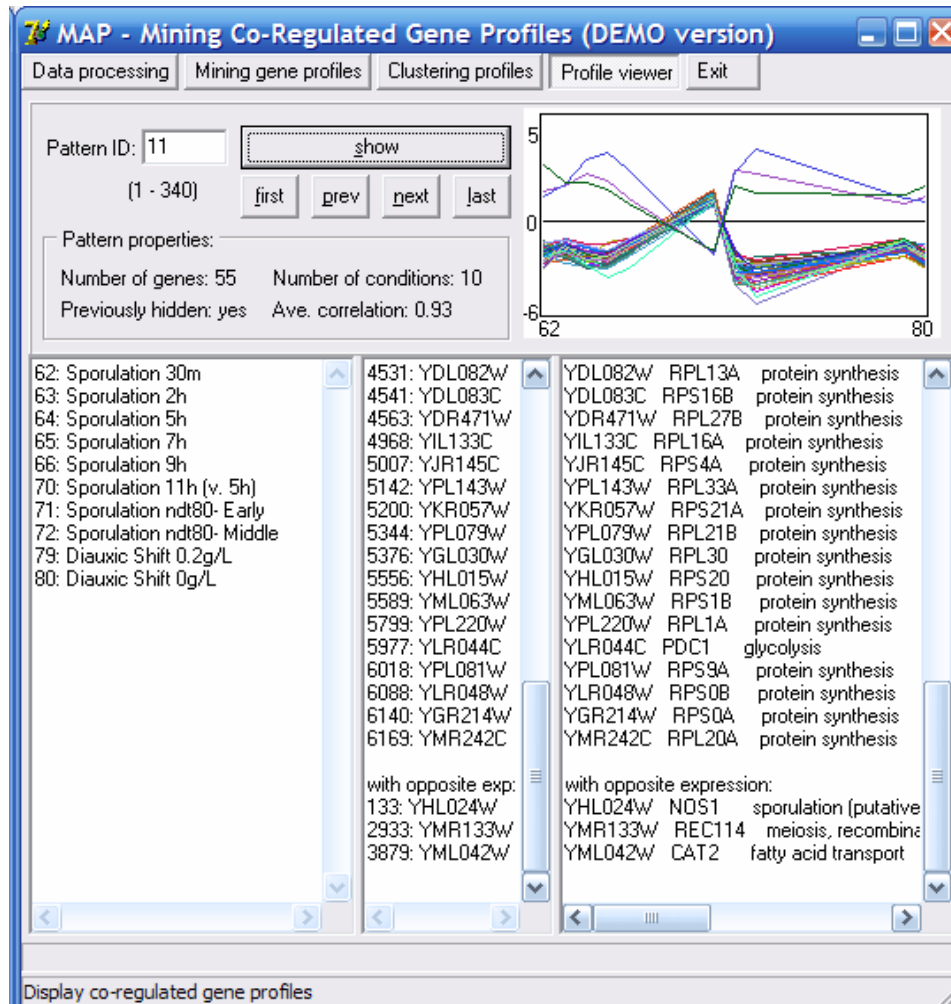 MAP - Mining Co-Regulated Gene Profiles (DEMO version)
Data processing Mining gene profiles Clustering profiles Profile viewer Exit
Pattern ID: 11 show
(1 - 340) first prev next last
Pattern properties:
Number of genes: 55 Number of conditions: 10
Previously hidden: yes Ave. correlation: 0.93
5
0
-6
62 80
62: Sporulation 30m
63: Sporulation 2h
64: Sporulation 5h
65: Sporulation 7h
66: Sporulation 9h
70: Sporulation 11h (v. 5h)
71: Sporulation ndt80- Early
72: Sporulation ndt80- Middle
79: Diauxic Shift 0.2g/L
80: Diauxic Shift 0g/L
4531: YDL082W
4541: YDL083C
4563: YDR471W
4968: YIL133C
5007: YJR145C
5142: YPL143W
5200: YKR057W
5344: YPL079W
5376: YGL030W
5556: YHL015W
5589: YML063W
5799: YPL220W
5977: YLR044C
6018: YPL081W
6088: YLR048W
6140: YGR214W
6169: YMR242C
with opposite exp:
133: YHL024W
2933: YMR133W
3879: YML042W
YDL082W RPL13A protein synthesis
YDL083C RPS16B protein synthesis
YDR471W RPL27B protein synthesis
YIL133C RPL16A protein synthesis
YJR145C RPS4A protein synthesis
YPL143W RPL33A protein synthesis
YKR057W RPS21A protein synthesis
YPL079W RPL21B protein synthesis
YGL030W RPL30 protein synthesis
YHL015W RPS20 protein synthesis
YML063W RPS1B protein synthesis
YPL220W RPL1A protein synthesis
YLR044C PDC1 glycolysis
YPL081W RPS9A protein synthesis
YLR048W RPS0B protein synthesis
YGR214W RPS0A protein synthesis
YMR242C RPL20A protein synthesis
with opposite expression:
YHL024W NOS1 sporulation (putative
YMR133W REC114 meiosis, recombina
YML042W CAT2 fatty acid transport
Display co-regulated gene profiles